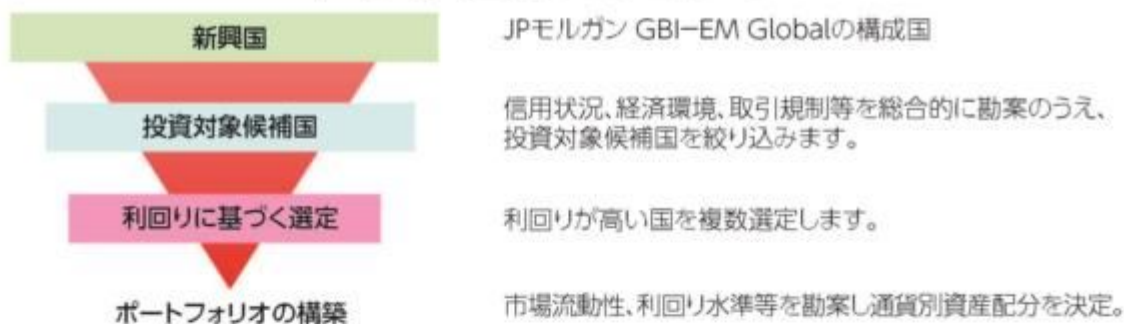 新興国
JPモルガン GBI−EM Globalの構成国
投資対象候補国
信用状況、経済環境、取引規制等を総合的に勘案のうえ、
投資対象候補国を絞り込みます。
利回りに基づく選定
利回りが高い国を複数選定します。
ポートフォリオの構築
市場流動性、利回り水準等を勘案し通貨別資産配分を決定。